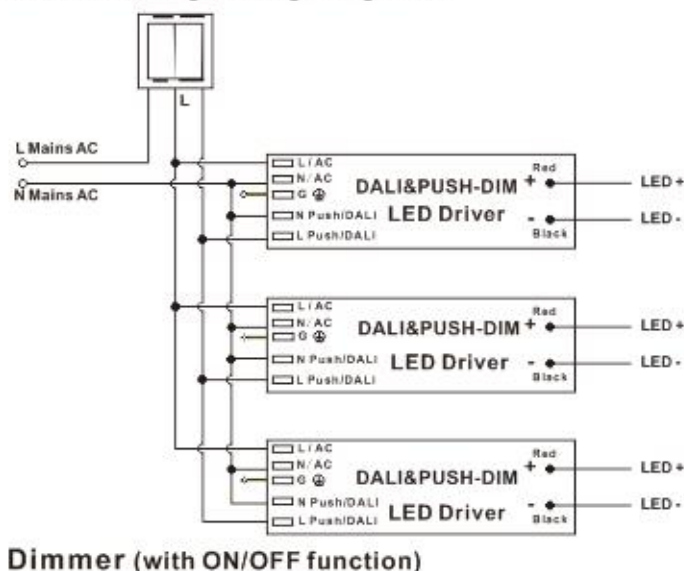 L
L Mains AC
N Mains AC
L / AC
N / AC
G
N Push/DALI
L Push/DALI
DALI&PUSH-DIM
LED Driver
Red
+
-
Black
LED+
LED-
L / AC
N / AC
G
N Push/DALI
L Push/DALI
DALI&PUSH-DIM
LED Driver
Red
+
-
Black
LED+
LED-
L / AC
N / AC
G
N Push/DALI
L Push/DALI
DALI&PUSH-DIM
LED Driver
Red
+
-
Black
LED+
LED-
Dimmer (with ON/OFF function)